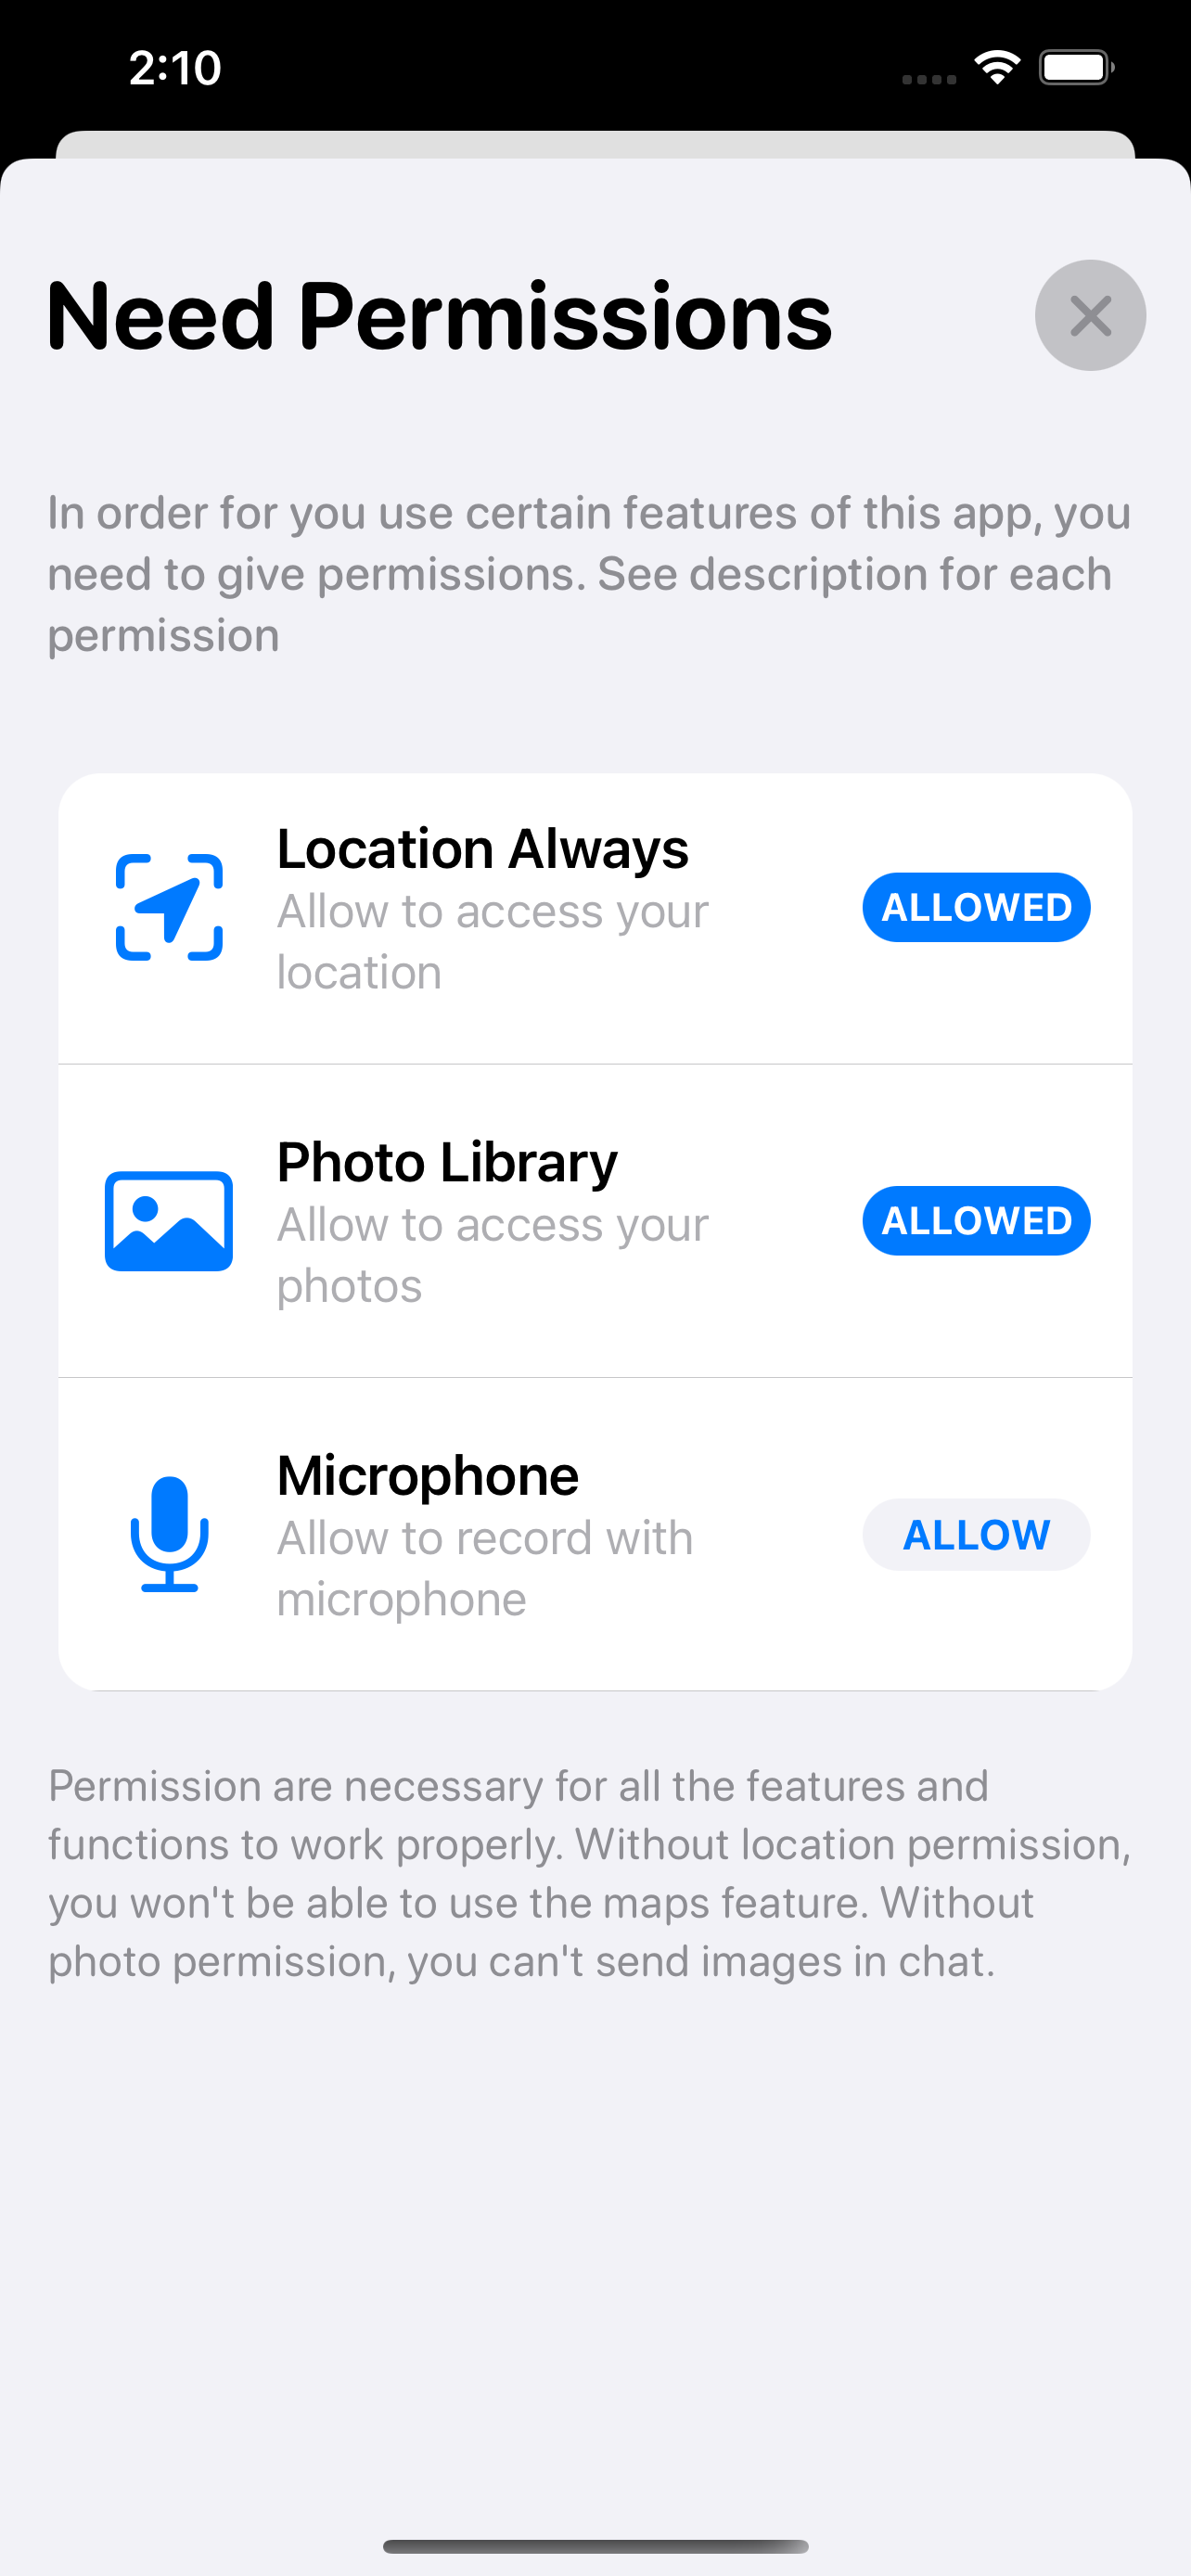 2:10
Need Permissions
In order for you use certain features of this app, you
need to give permissions. See description for each
permission
Location Always
Allow to access your
location
ALLOWED
Photo Library
Allow to access your
photos
ALLOWED
Microphone
Allow to record with
microphone
ALLOW
Permission are necessary for all the features and
functions to work properly. Without location permission,
you won't be able to use the maps feature. Without
photo permission, you can't send images in chat.